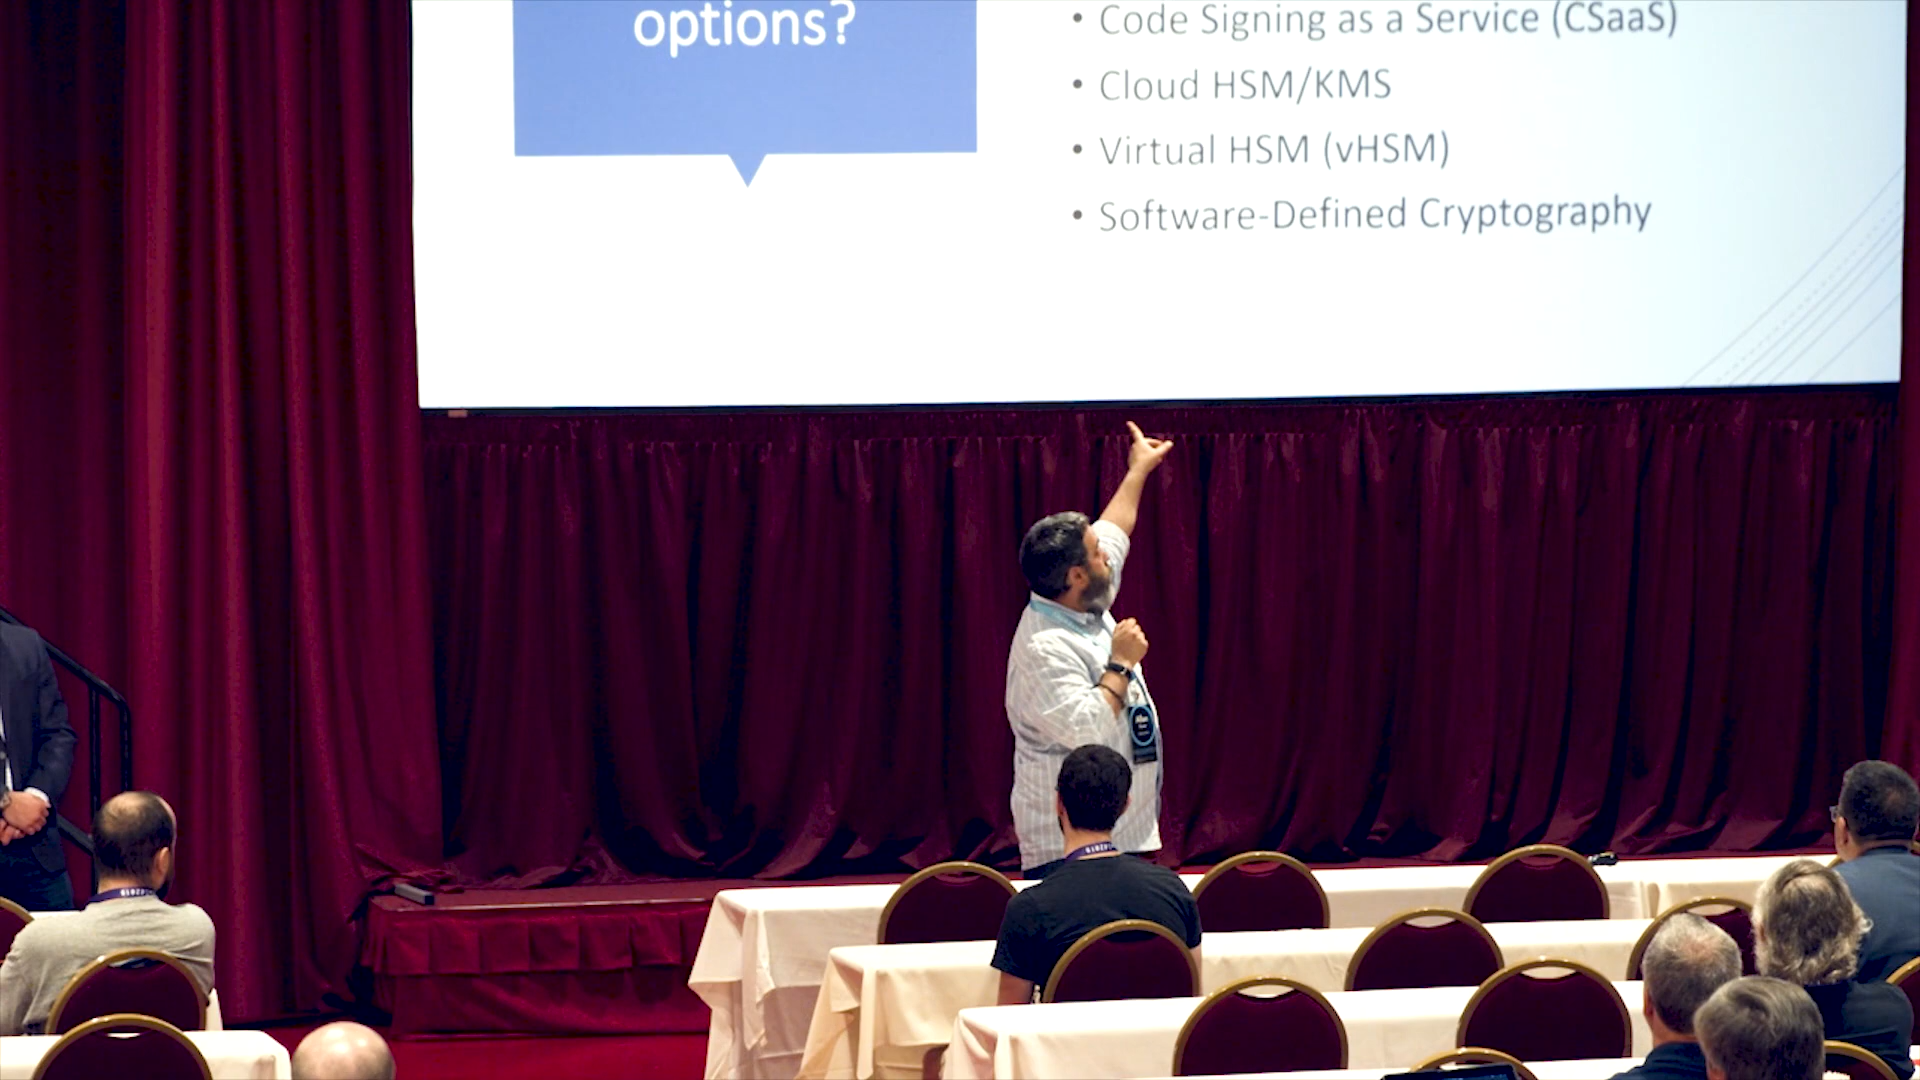 options?
• Code Signing as a Service (CSaaS)
• Cloud HSM/KMS
• Virtual HSM (vHSM)
• Software-Defined Cryptography